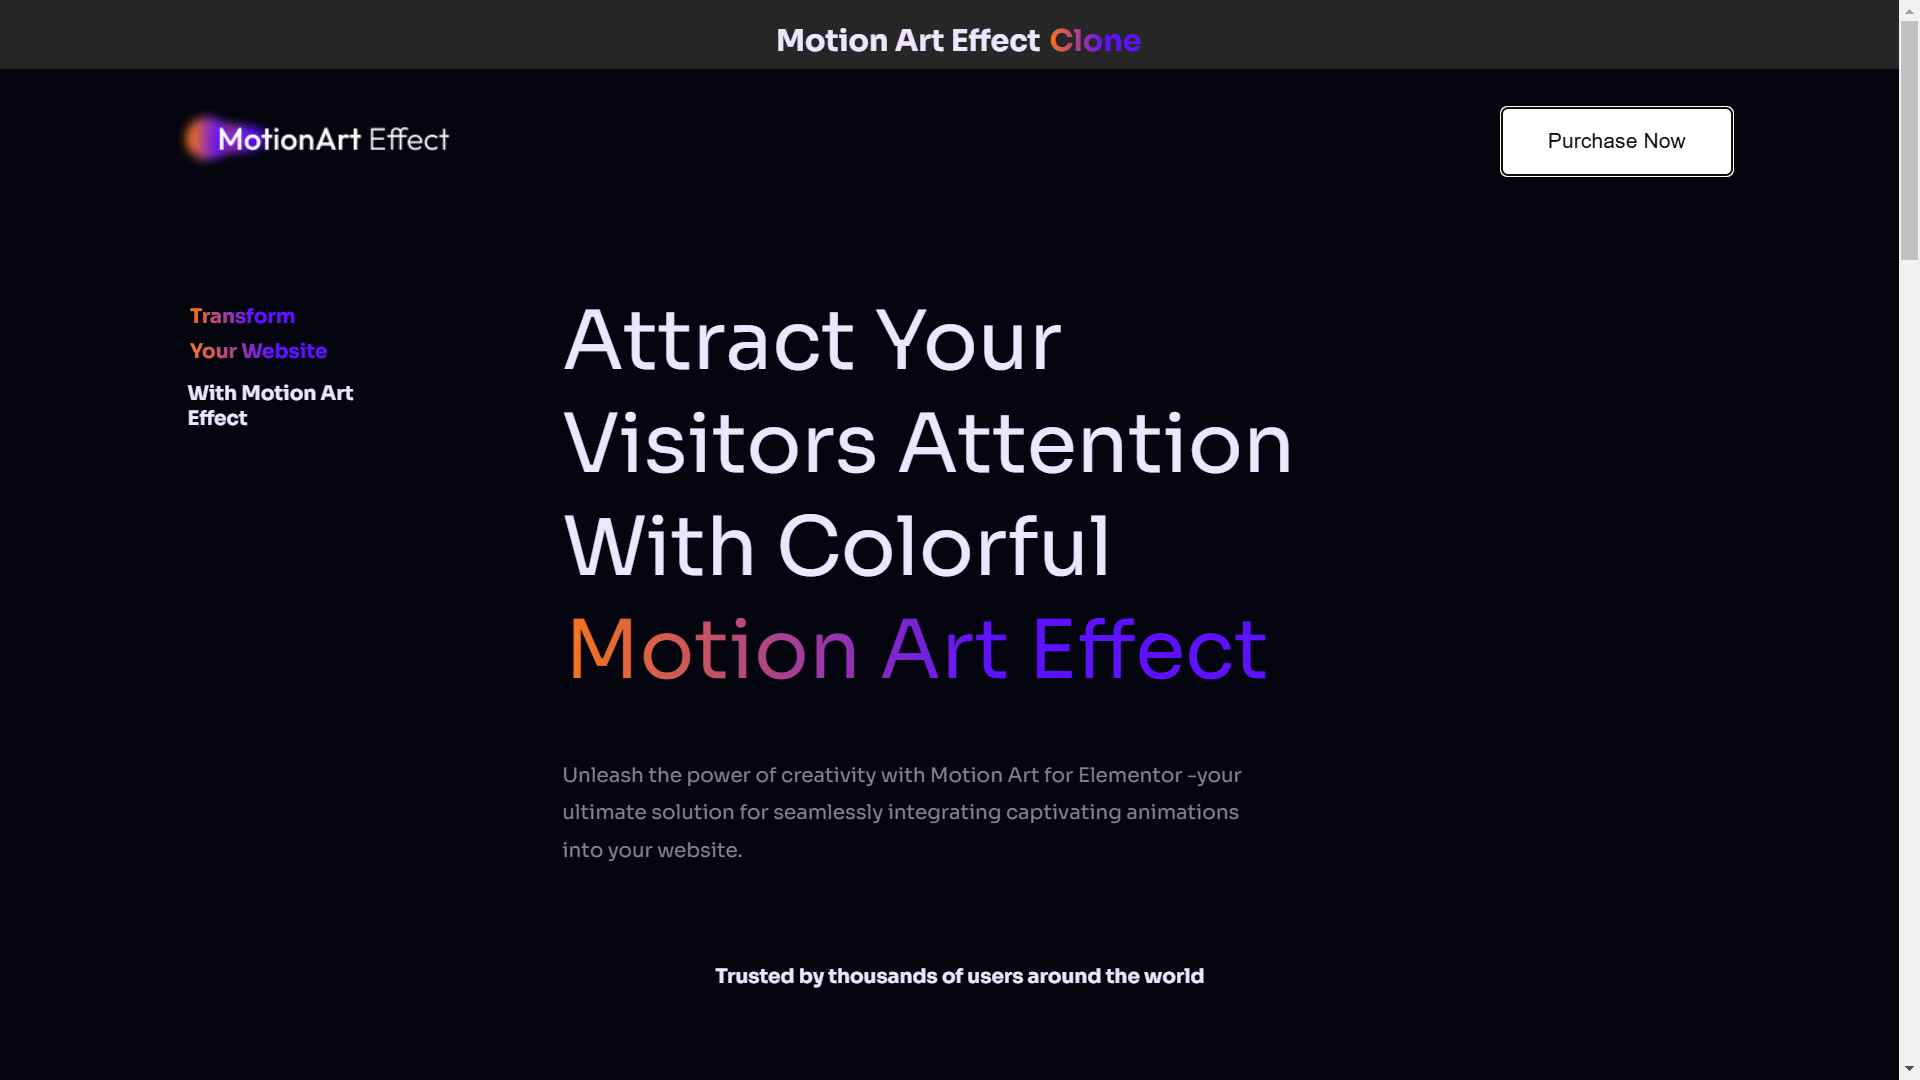 Motion Art Effect Clone
MotionArt Effect
Purchase Now
Transform
Your Website
With Motion Art
Effect
Attract Your
Visitors Attention
With Colorful
Motion Art Effect
Unleash the power of creativity with Motion Art for Elementor -your
ultimate solution for seamlessly integrating captivating animations
into your website.
Trusted by thousands of users around the world